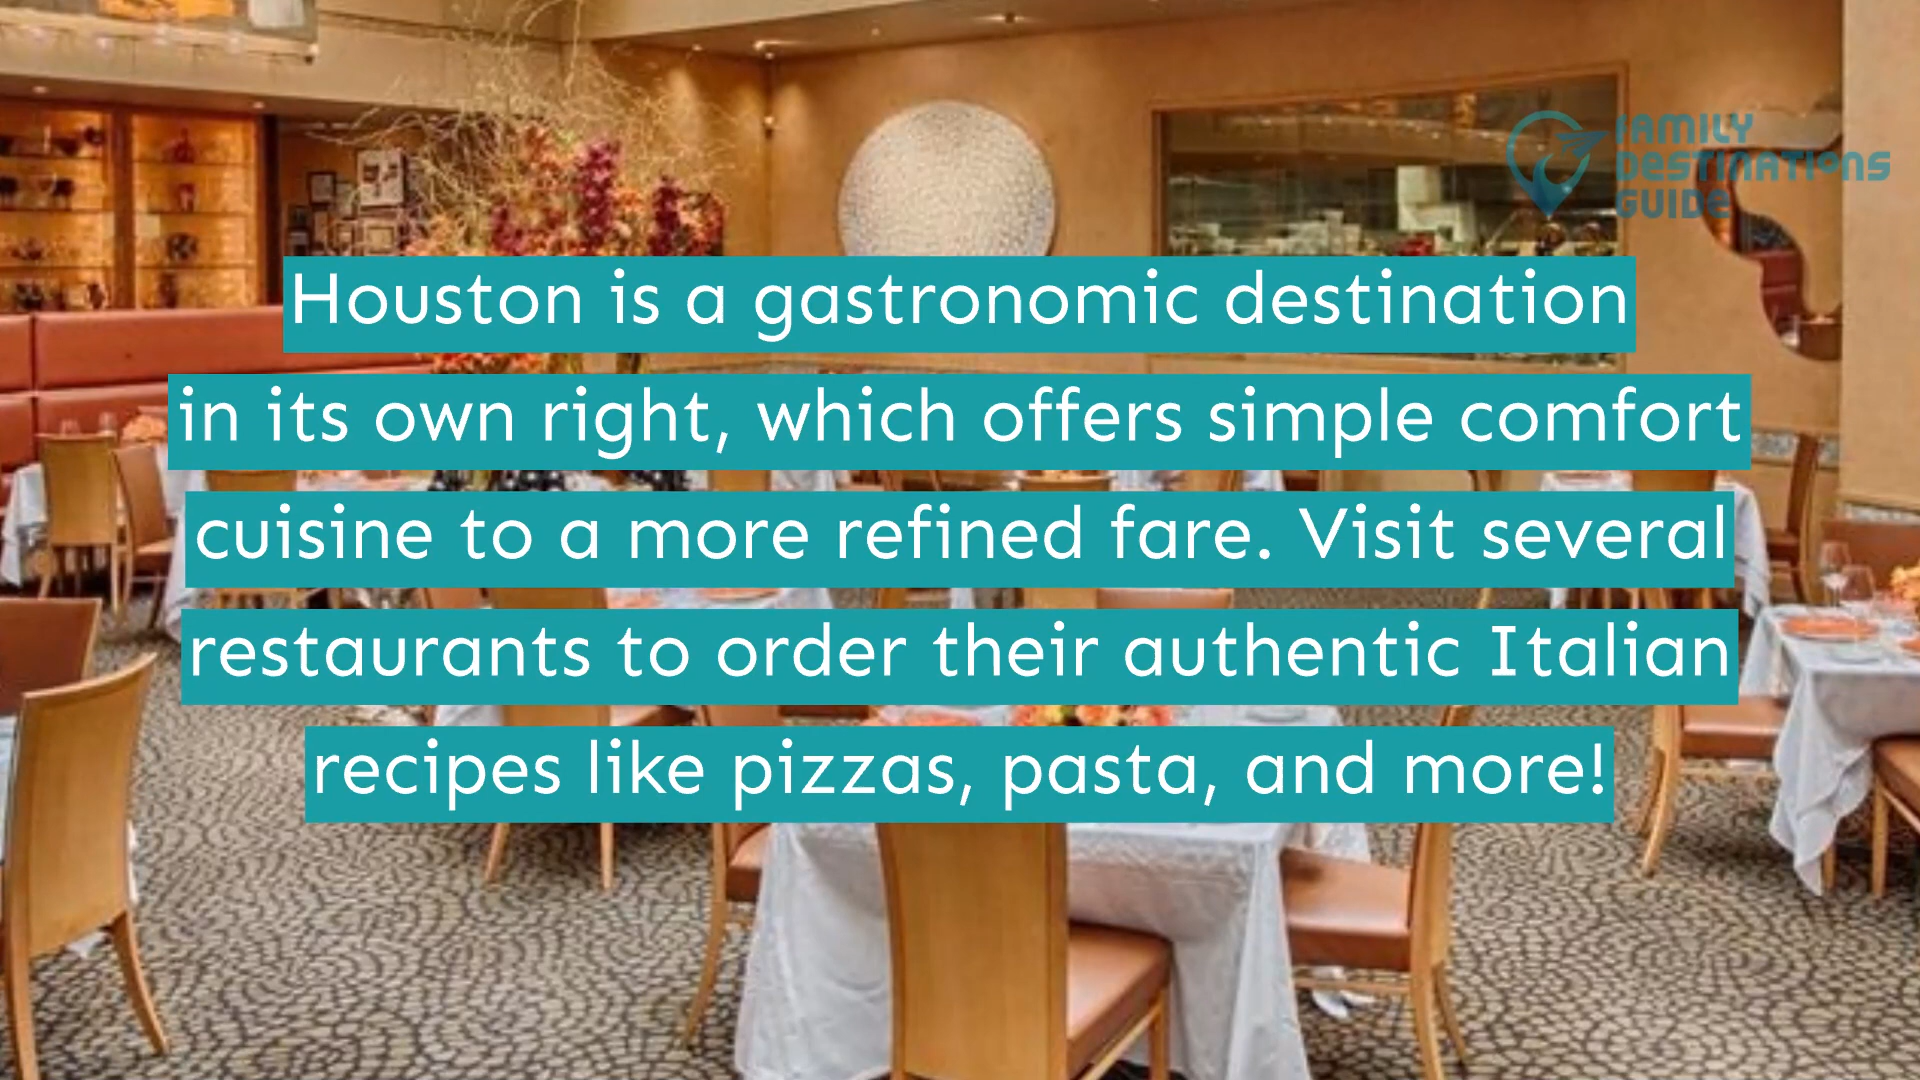 FAMILY
DESTINATIONS
GUIDE
Houston is a gastronomic destination
in its own right, which offers simple comfort
cuisine to a more refined fare. Visit several
restaurants to order their authentic Italian
recipes like pizzas, pasta, and more!